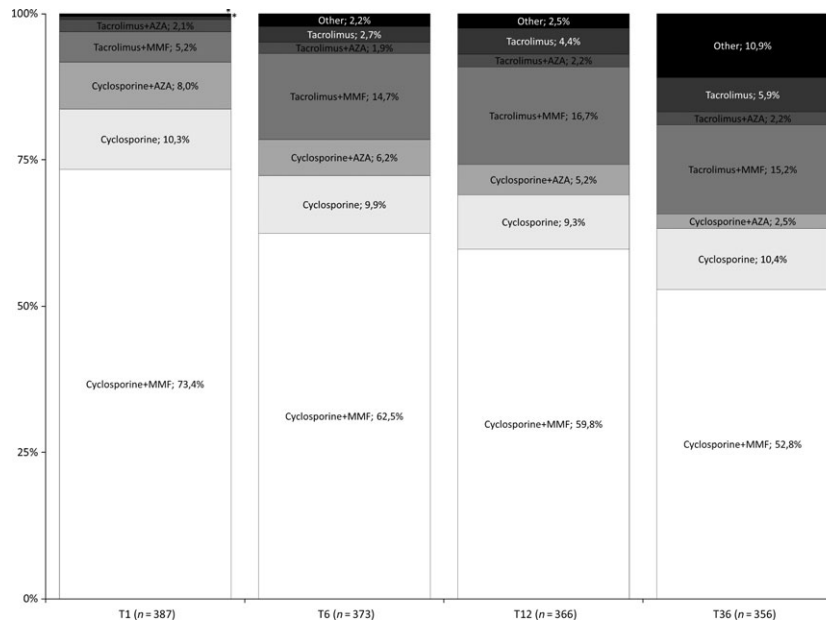 100%
75%
50%
25%
0%
Tacrolimus+AZA; 2,1%
Tacrolimus+MMF; 5,2%
Cyclosporine+AZA; 8,0%
Cyclosporine; 10,3%
Cyclosporine+MMF; 73,4%
T1 (n = 387)
Other; 2,2%
Tacrolimus; 2,7%
Tacrolimus+AZA; 1,9%
Tacrolimus+MMF; 14,7%
Cyclosporine+AZA; 6,2%
Cyclosporine; 9,9%
Cyclosporine+MMF; 62,5%
T6 (n = 373)
Other; 2,5%
Tacrolimus; 4,4%
Tacrolimus+AZA; 2,2%
Tacrolimus+MMF; 16,7%
Cyclosporine+AZA; 5,2%
Cyclosporine; 9,3%
Cyclosporine+MMF; 59,8%
T12 (n = 366)
Other; 10,9%
Tacrolimus; 5,9%
Tacrolimus+AZA; 2,2%
Tacrolimus+MMF; 15,2%
Cyclosporine+AZA; 2,5%
Cyclosporine; 10,4%
Cyclosporine+MMF; 52,8%
T36 (n = 356)